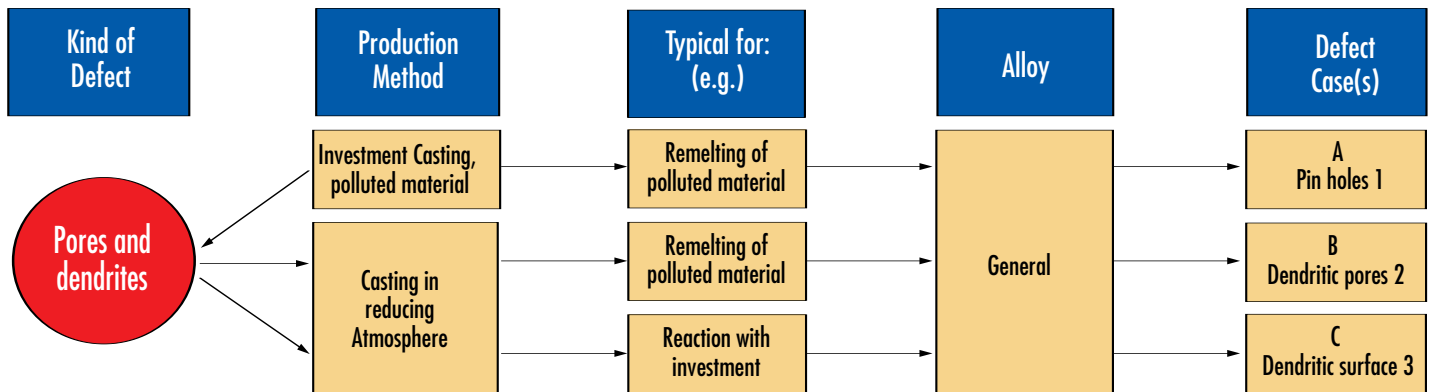 Kind of
Defect
Production
Method
Typical for:
(e.g.)
Alloy
Defect
Case(s)
Pores and
dendrites
Investment Casting,
polluted material
Remelting of
polluted material
General
A
Pin holes 1
Casting in
reducing
Atmosphere
Remelting of
polluted material
B
Dendritic pores 2
Reaction with
investment
C
Dendritic surface 3